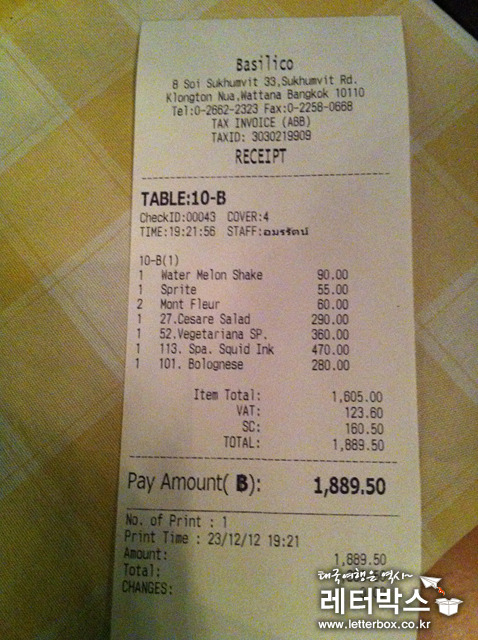 Basilico
8 Soi Sukhumvit 33,Sukhumvit Rd.
Klongton Nua,Wattana Bangkok 10110
Tel:0-2662-2323 Fax:0-2258-0668
TAX INVOICE (ABB)
TAXID: 3030219909
RECEIPT
TABLE:10-B
CheckID:00043 COVER:4
TIME:19:21:56 STAFF:อมรรัตน์
10-B(1)
1 Water Melon Shake 90.00
1 Sprite 55.00
2 Mont Fleur 60.00
1 27.Cesare Salad 290.00
1 52.Vegetariana SP. 360.00
1 113. Spa. Squid Ink 470.00
1 101. Bolognese 280.00
Item Total: 1,605.00
VAT: 123.60
SC: 160.50
TOTAL: 1,889.50
Pay Amount( ฿): 1,889.50
No. of Print : 1
Print Time : 23/12/12 19:21
Amount: 1,889.50
Total:
CHANGES:
태국여행은 역시~
레터박스
www.letterbox.co.kr